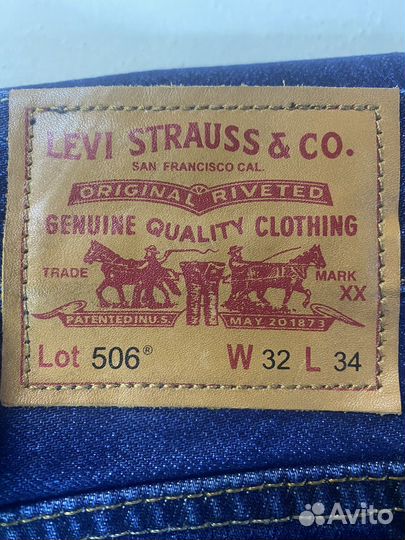 LEVI STRAUSS & CO.
SAN FRANCISCO CAL.
ORIGINAL RIVETED
GENUINE QUALITY CLOTHING
TRADE MARK
XX
PATENTED IN U.S. MAY 20 1873
Lot 506® W 32 L 34
Avito